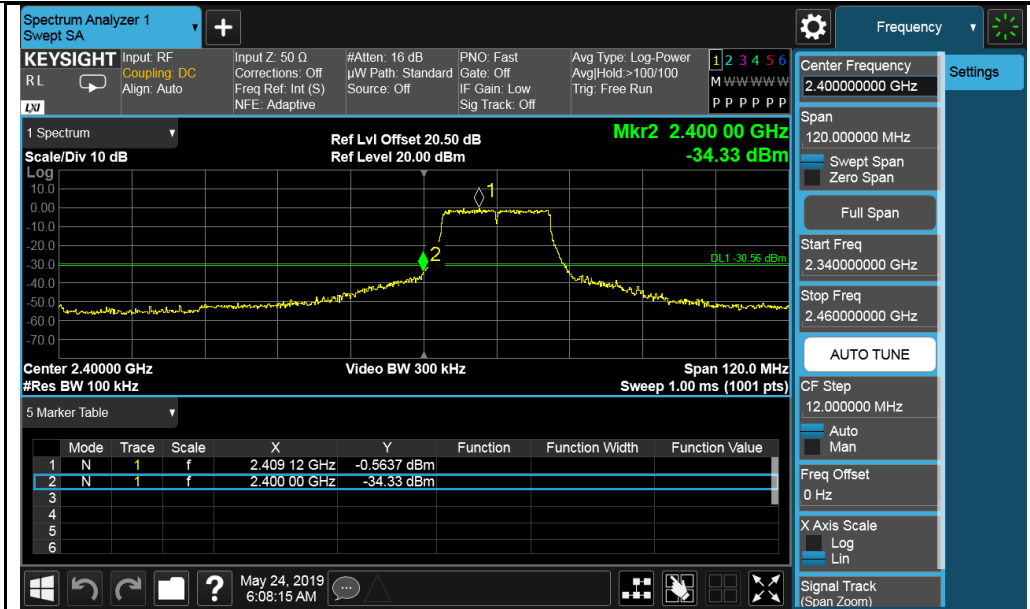 Spectrum Analyzer 1
Swept SA
+
Frequency
KEYSIGHT
R L
LXI
Input: RF
Coupling: DC
Align: Auto
Input Z: 50 Ω
Corrections: Off
Freq Ref: Int (S)
NFE: Adaptive
#Atten: 16 dB
µW Path: Standard
Source: Off
PNO: Fast
Gate: Off
IF Gain: Low
Sig Track: Off
Avg Type: Log-Power
Avg|Hold:>100/100
Trig: Free Run
1 2 3 4 5 6
M W W W W W
P P P P P P
1 Spectrum
Scale/Div 10 dB
Ref Lvl Offset 20.50 dB
Ref Level 20.00 dBm
Mkr2 2.400 00 GHz
-34.33 dBm
Log
10.0
0.00
-10.0
-20.0
-30.0
-40.0
-50.0
-60.0
-70.0
1
2
DL1 -30.56 dBm
Center 2.40000 GHz
#Res BW 100 kHz
Video BW 300 kHz
Span 120.0 MHz
Sweep 1.00 ms (1001 pts)
5 Marker Table
Mode Trace Scale X Y Function Function Width Function Value
1 N 1 f 2.409 12 GHz -0.5637 dBm
2 N 1 f 2.400 00 GHz -34.33 dBm
3
4
5
6
?
May 24, 2019
6:08:15 AM
Center Frequency
2.400000000 GHz
Settings
Span
120.000000 MHz
Swept Span
Zero Span
Full Span
Start Freq
2.340000000 GHz
Stop Freq
2.460000000 GHz
AUTO TUNE
CF Step
12.000000 MHz
Auto
Man
Freq Offset
0 Hz
X Axis Scale
Log
Lin
Signal Track
(Span Zoom)